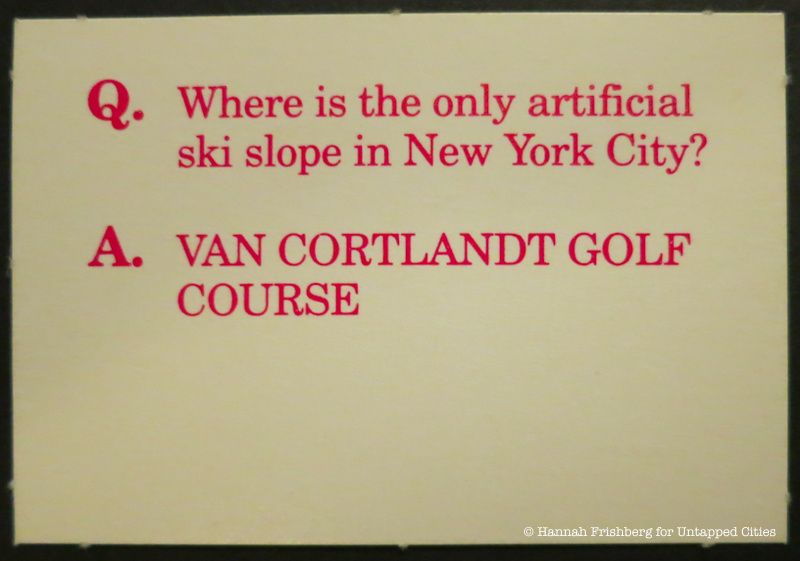 Q. Where is the only artificial
ski slope in New York City?
A. VAN CORTLANDT GOLF
COURSE
© Hannah Frishberg for Untapped Cities